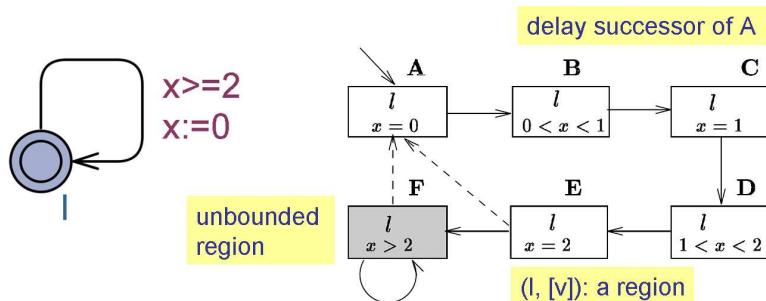 x>=2
x:=0
l
delay successor of A
A
B
C
l
x = 0
l
0 < x < 1
l
x = 1
F
E
D
unbounded
region
l
x > 2
l
x = 2
l
1 < x < 2
(l, [v]): a region